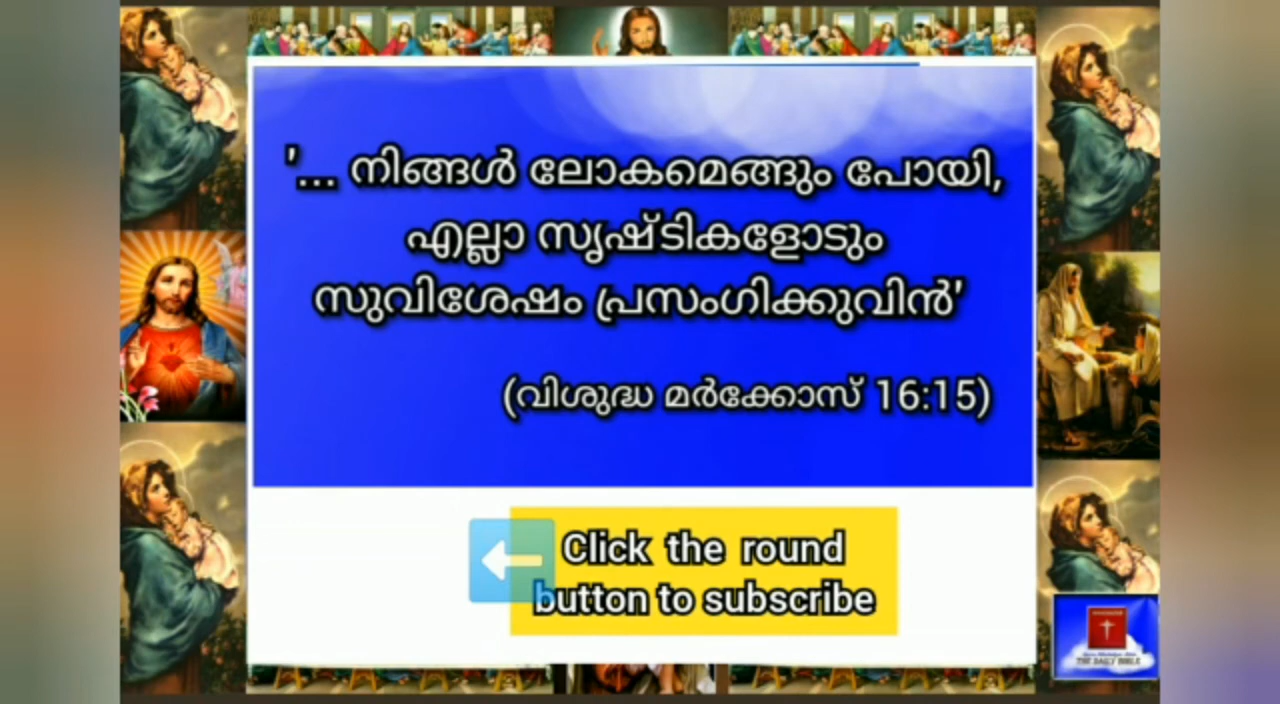 '... നിങ്ങൾ ലോകമെങ്ങും പോയി,
എല്ലാ സൃഷ്ടികളോടും
സുവിശേഷം പ്രസംഗിക്കുവിൻ'
(വിശുദ്ധ മർക്കോസ് 16:15)
Click the round
button to subscribe
THE DAILY BIBLE